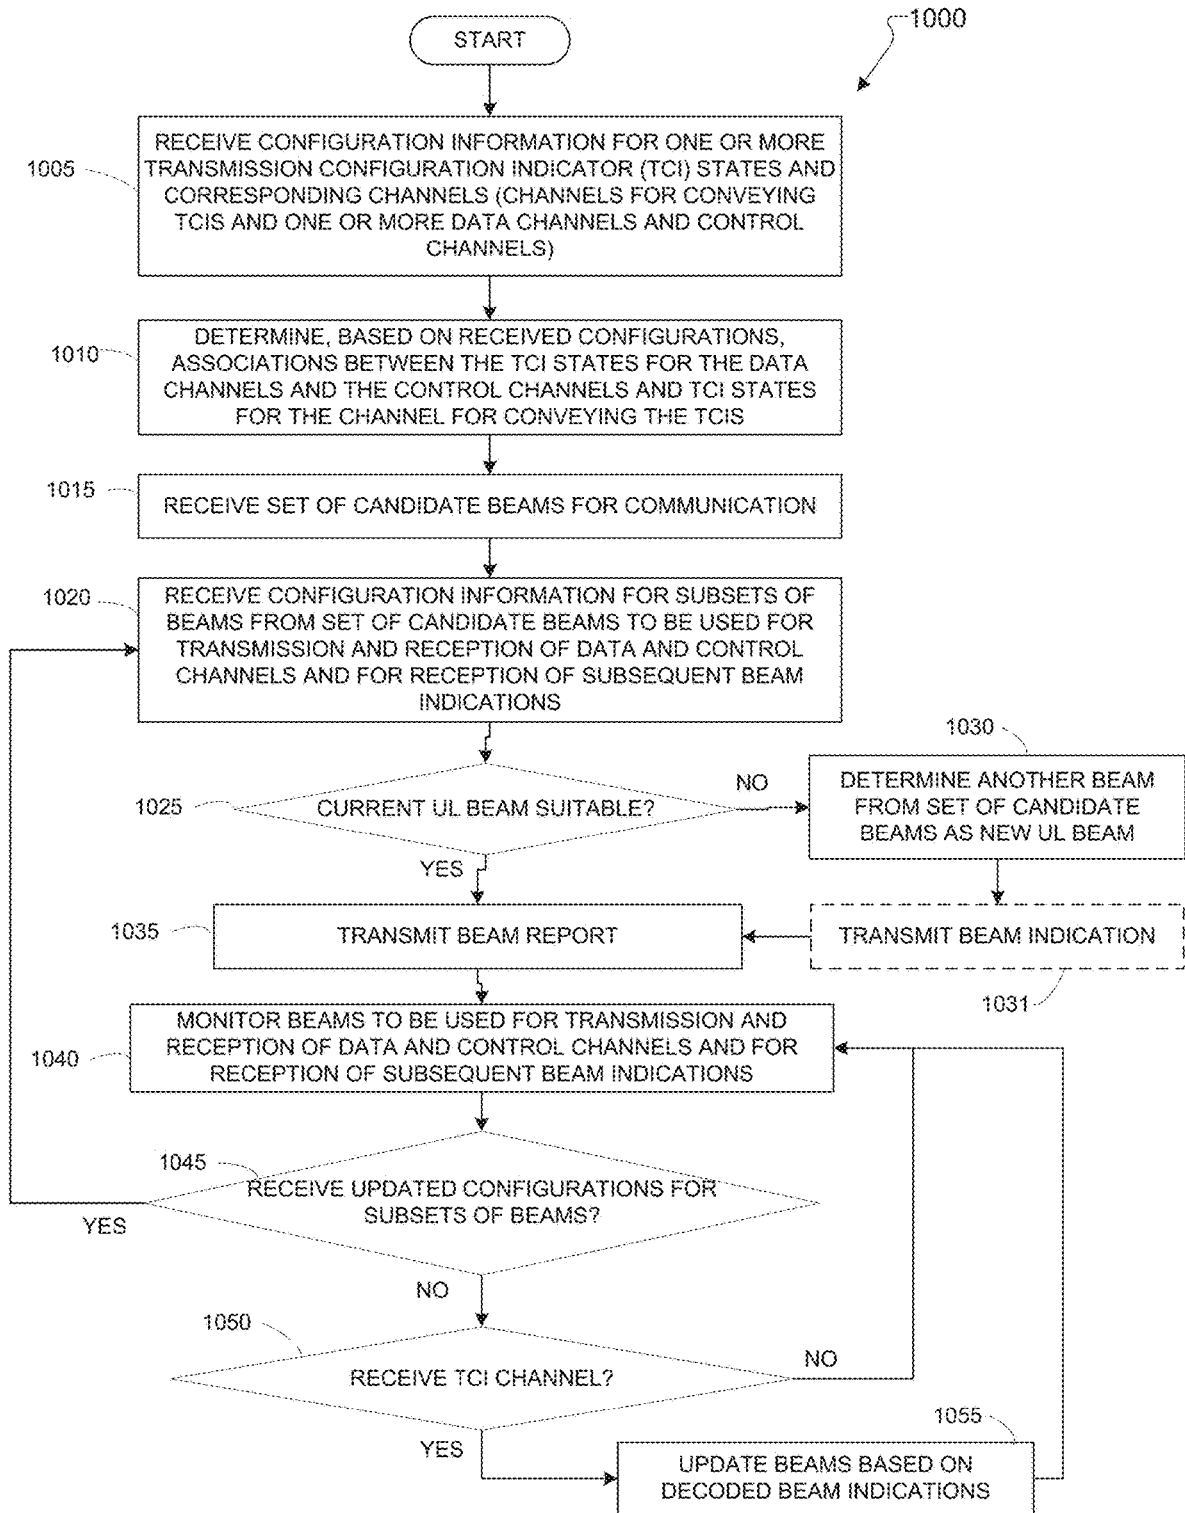 1000
START
1005
RECEIVE CONFIGURATION INFORMATION FOR ONE OR MORE
TRANSMISSION CONFIGURATION INDICATOR (TCI) STATES AND
CORRESPONDING CHANNELS (CHANNELS FOR CONVEYING
TCIS AND ONE OR MORE DATA CHANNELS AND CONTROL
CHANNELS)
1010
DETERMINE, BASED ON RECEIVED CONFIGURATIONS,
ASSOCIATIONS BETWEEN THE TCI STATES FOR THE DATA
CHANNELS AND THE CONTROL CHANNELS AND TCI STATES
FOR THE CHANNEL FOR CONVEYING THE TCIS
1015
RECEIVE SET OF CANDIDATE BEAMS FOR COMMUNICATION
1020
RECEIVE CONFIGURATION INFORMATION FOR SUBSETS OF
BEAMS FROM SET OF CANDIDATE BEAMS TO BE USED FOR
TRANSMISSION AND RECEPTION OF DATA AND CONTROL
CHANNELS AND FOR RECEPTION OF SUBSEQUENT BEAM
INDICATIONS
1025
CURRENT UL BEAM SUITABLE?
NO
YES
1030
DETERMINE ANOTHER BEAM
FROM SET OF CANDIDATE
BEAMS AS NEW UL BEAM
1035
TRANSMIT BEAM REPORT
TRANSMIT BEAM INDICATION
1031
1040
MONITOR BEAMS TO BE USED FOR TRANSMISSION AND
RECEPTION OF DATA AND CONTROL CHANNELS AND FOR
RECEPTION OF SUBSEQUENT BEAM INDICATIONS
1045
RECEIVE UPDATED CONFIGURATIONS FOR
SUBSETS OF BEAMS?
YES
NO
1050
RECEIVE TCI CHANNEL?
NO
YES
1055
UPDATE BEAMS BASED ON
DECODED BEAM INDICATIONS